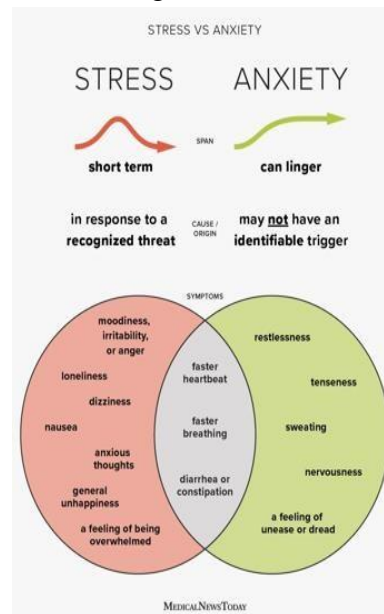 STRESS VS ANXIETY
STRESS
ANXIETY
SPAN
short term
can linger
in response to a
recognized threat
CAUSE /
ORIGIN
may not have an
identifiable trigger
SYMPTOMS
moodiness,
irritability,
or anger
loneliness
dizziness
nausea
anxious
thoughts
general
unhappiness
a feeling of being
overwhelmed
faster
heartbeat
faster
breathing
diarrhea or
constipation
restlessness
tenseness
sweating
nervousness
a feeling of
unease or dread
MEDICALNEWSTODAY